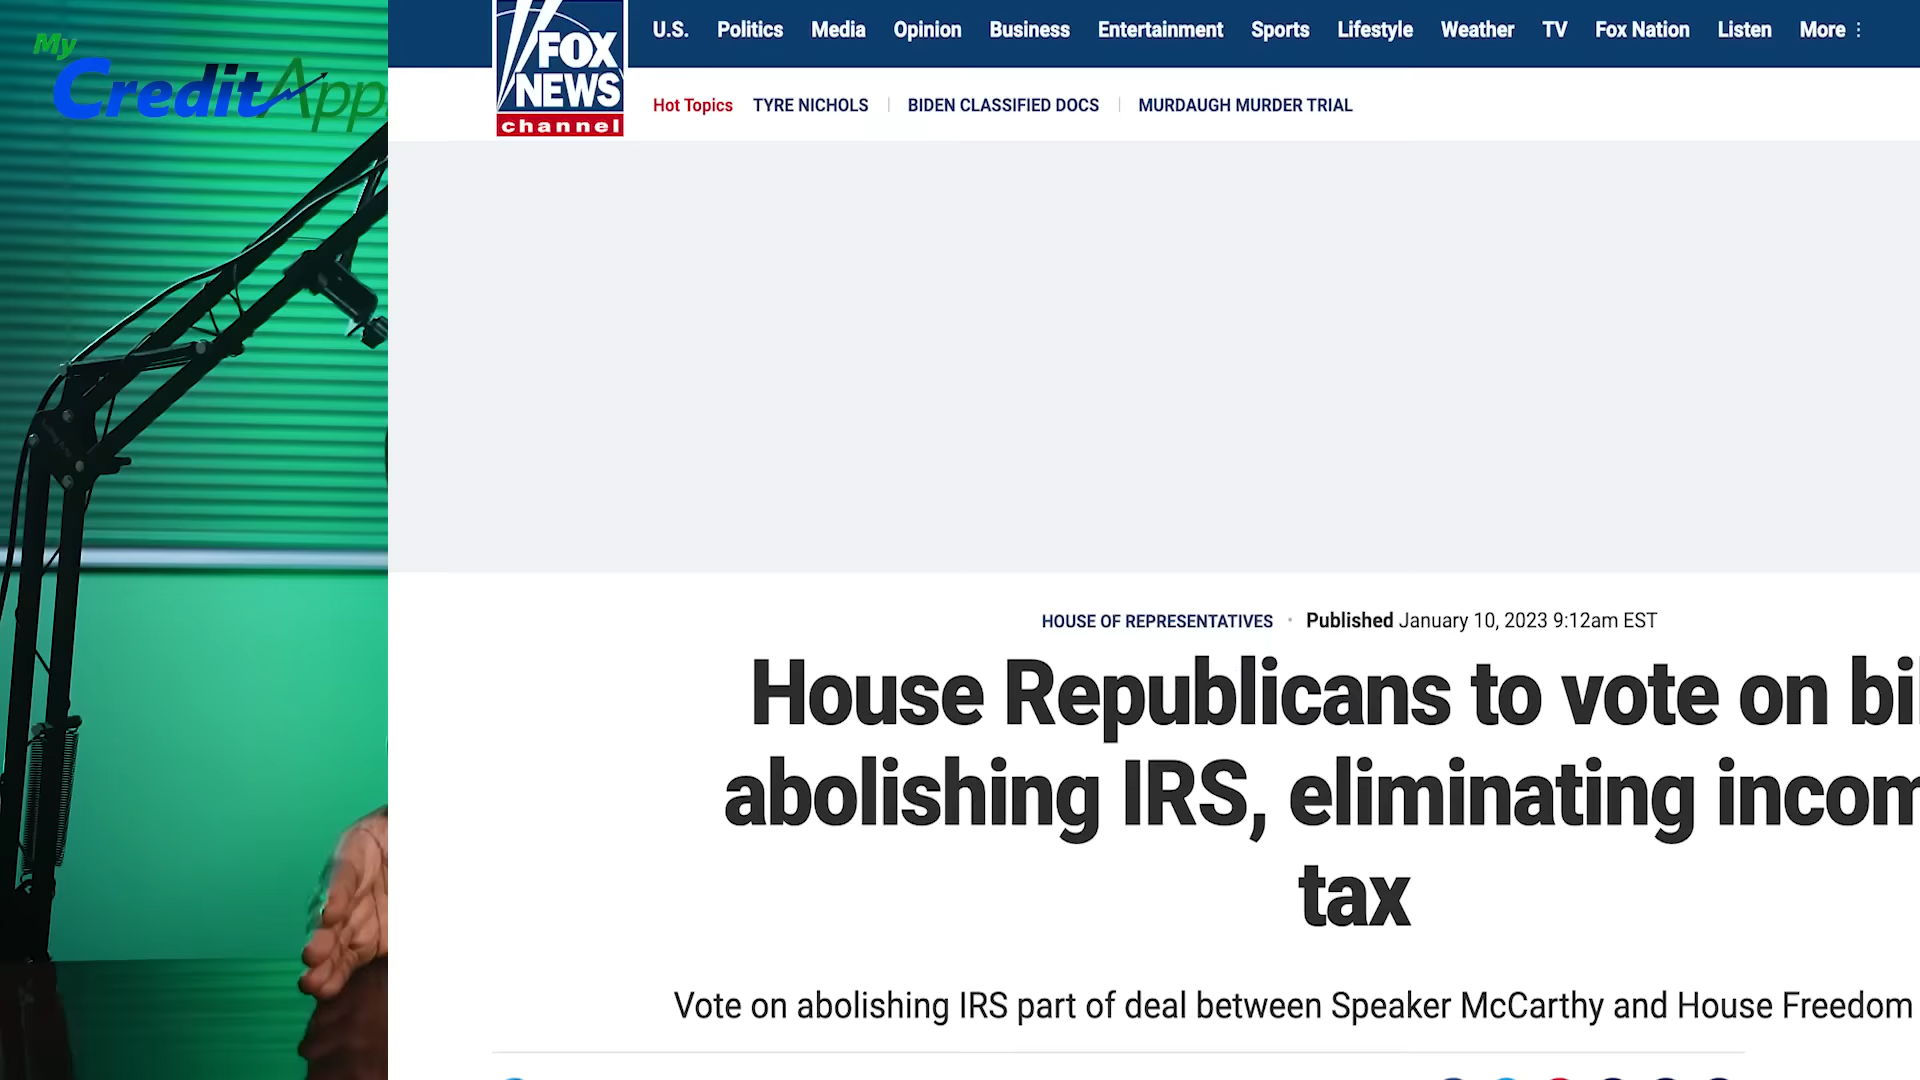 My
CreditApp
FOX
NEWS
channel
U.S. Politics Media Opinion Business Entertainment Sports Lifestyle Weather TV Fox Nation Listen More
Hot Topics TYRE NICHOLS BIDEN CLASSIFIED DOCS MURDAUGH MURDER TRIAL
HOUSE OF REPRESENTATIVES • Published January 10, 2023 9:12am EST
House Republicans to vote on
abolishing IRS, eliminating
tax
Vote on abolishing IRS part of deal between Speaker McCarthy and House Freedom